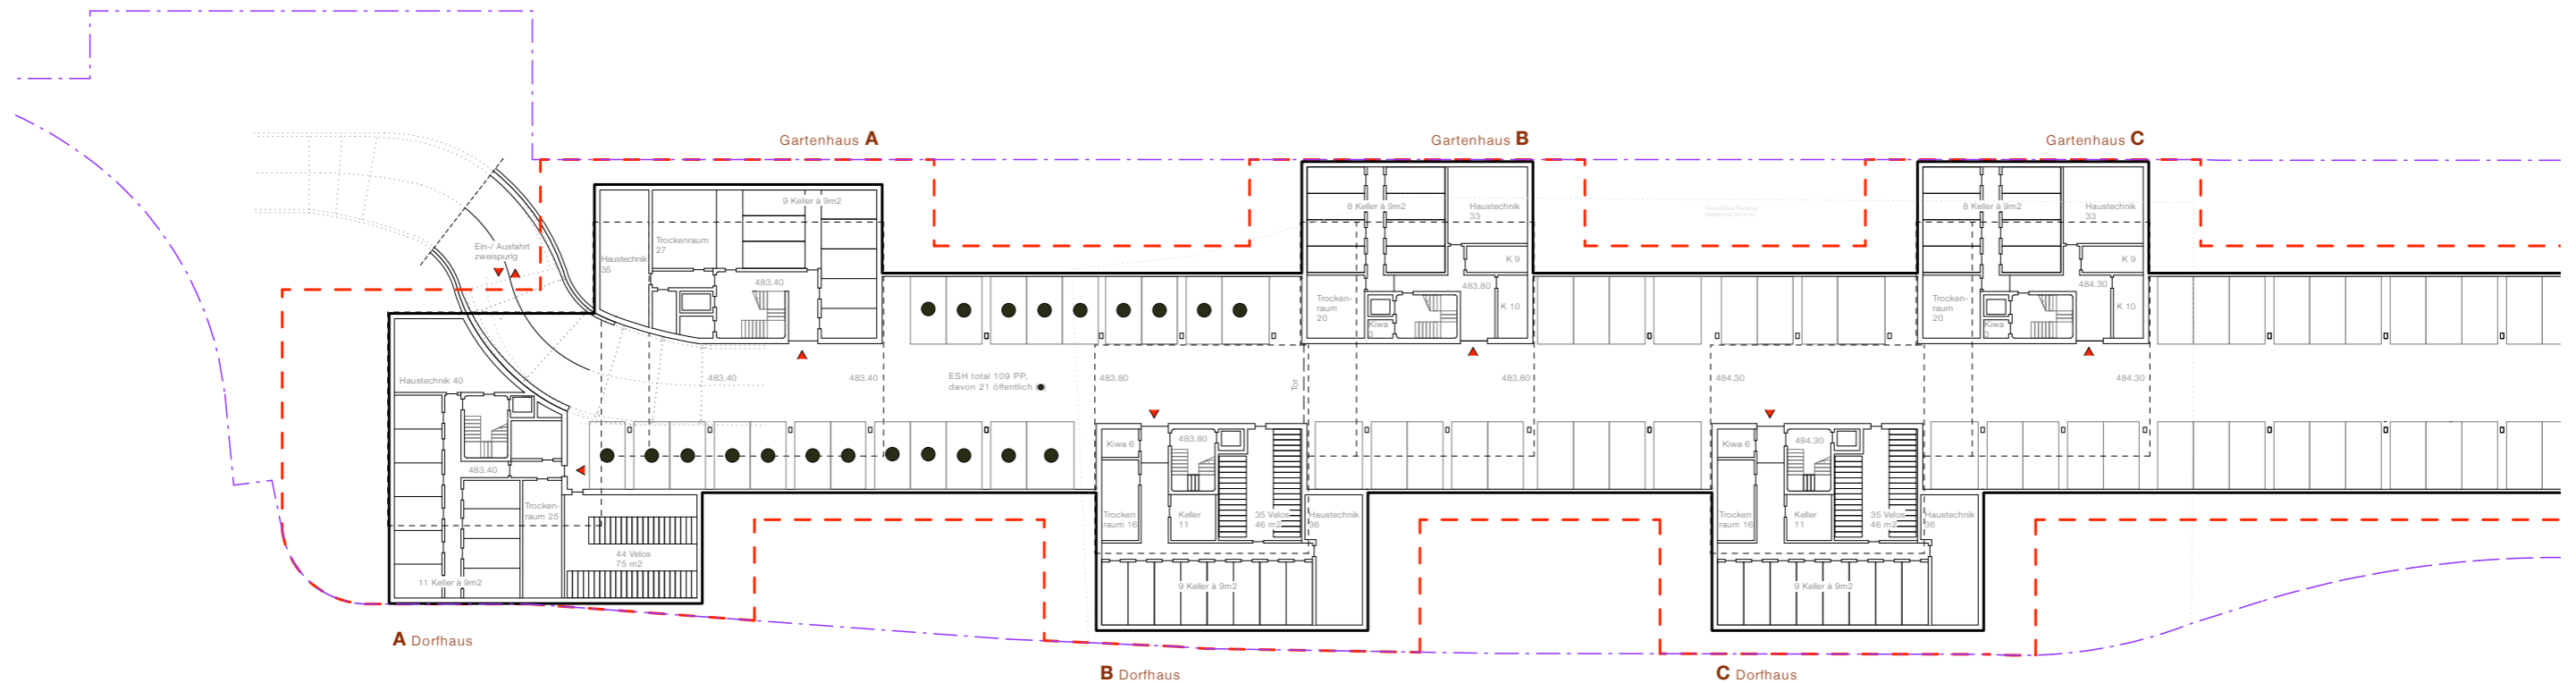 Gartenhaus A
Gartenhaus B
Gartenhaus C
Ein-/ Ausfahrt
zweispurig
9 Keller à 9m2
Trockenraum
27
Haustechnik
35
483.40
8 Keller à 9m2
Haustechnik
33
K 9
483.80
K 10
Trocken-
raum
20
Kiwa
3
8 Keller à 9m2
Haustechnik
33
K 9
484.30
K 10
Trocken-
raum
20
Kiwa
3
Haustechnik 40
483.40
483.40
ESH total 109 PP,
davon 21 öffentlich
483.80
Tor
483.80
484.30
484.30
483.40
Trocken-
raum 25
44 Velos
75 m2
11 Keller à 9m2
Kiwa 6
483.80
Trocken
raum 16
Keller
11
35 Velos
46 m2
Haustechnik
36
9 Keller à 9m2
Kiwa 6
484.30
Trocken
raum 16
Keller
11
35 Velos
46 m2
Haustechnik
36
9 Keller à 9m2
A Dorfhaus
B Dorfhaus
C Dorfhaus